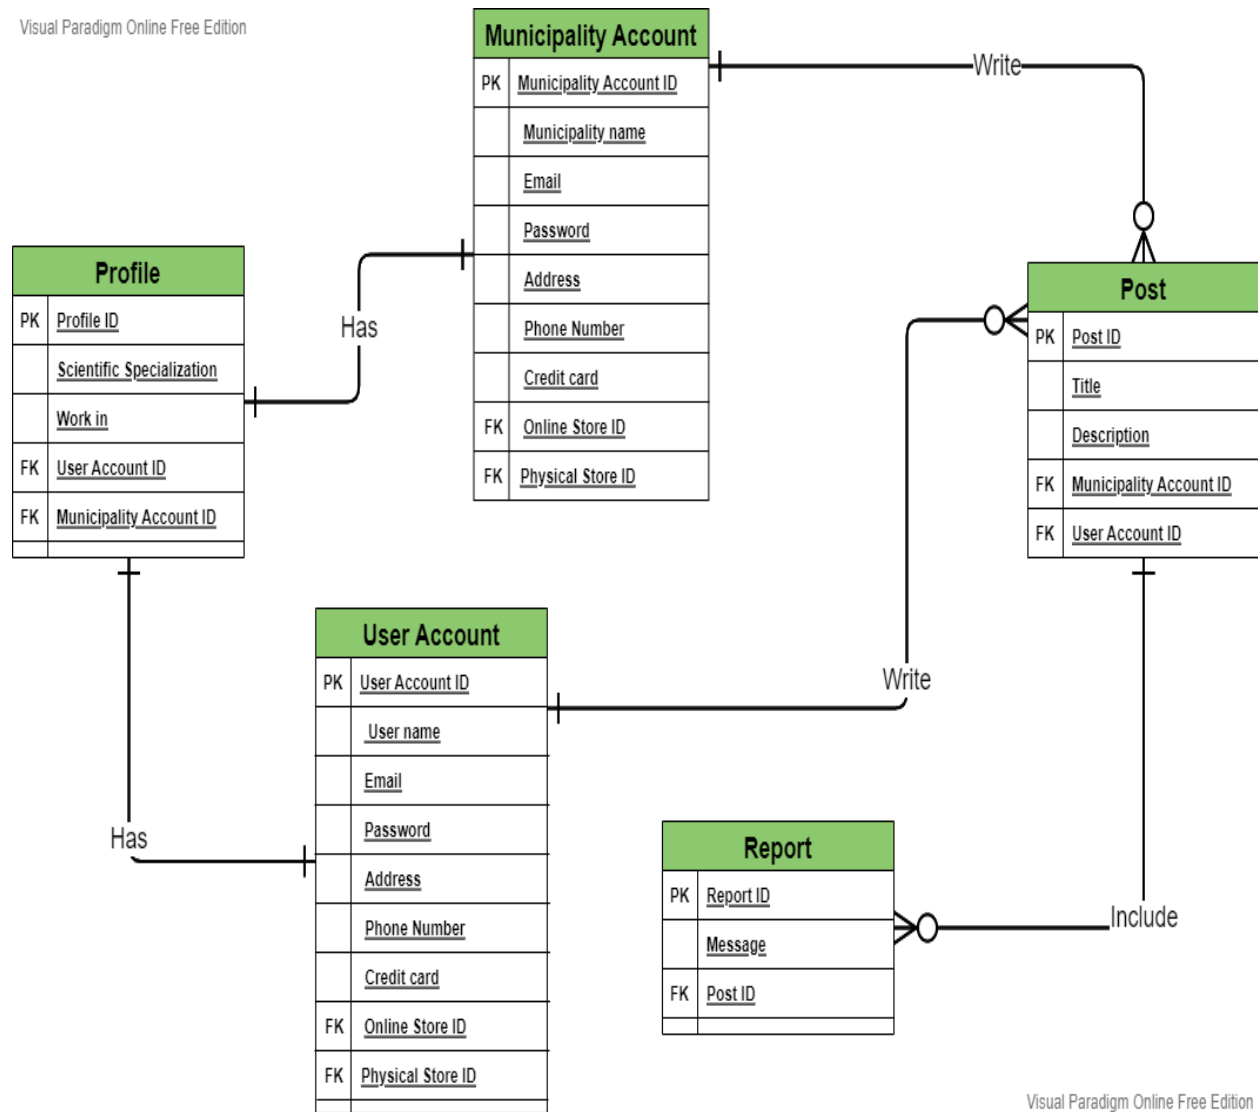 Visual Paradigm Online Free Edition
Municipality Account
PK Municipality Account ID
Municipality name
Email
Password
Address
Phone Number
Credit card
FK Online Store ID
FK Physical Store ID
Write
Has
Profile
PK Profile ID
Scientific Specialization
Work in
FK User Account ID
FK Municipality Account ID
Post
PK Post ID
Title
Description
FK Municipality Account ID
FK User Account ID
Has
User Account
PK User Account ID
User name
Email
Password
Address
Phone Number
Credit card
FK Online Store ID
FK Physical Store ID
Write
Report
PK Report ID
Message
FK Post ID
Include
Visual Paradigm Online Free Edition